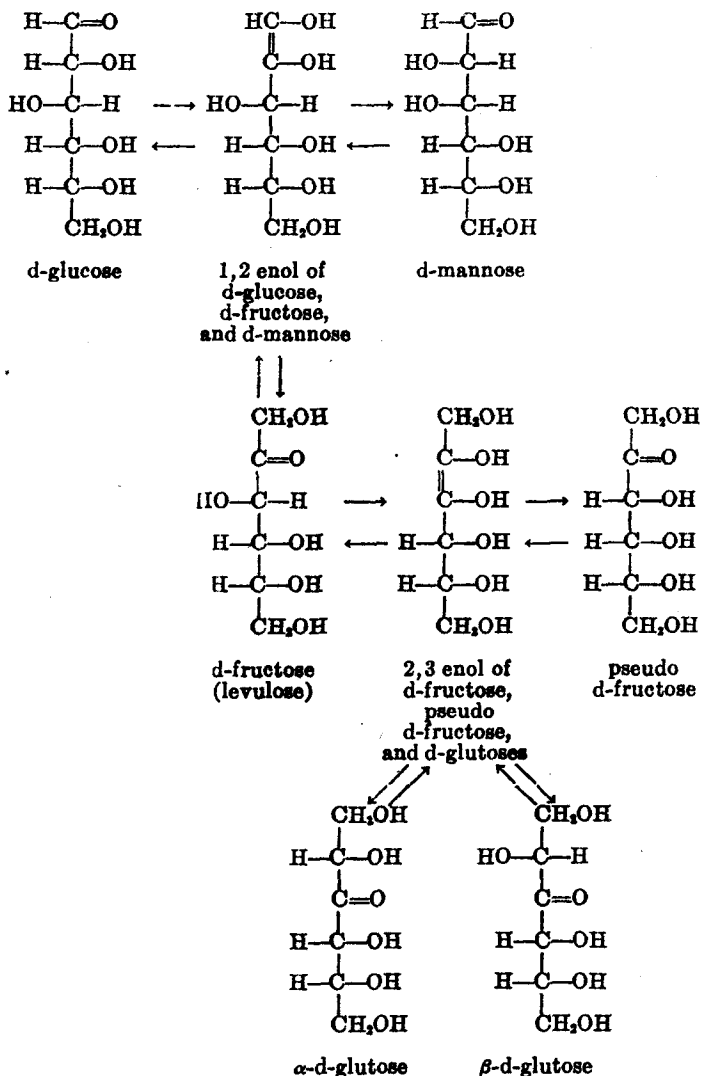 H—C=O HC—OH H—C=O
H—C—OH C—OH HO—C—H
HO—C—H HO—C—H HO—C—H
H—C—OH H—C—OH H—C—OH
H—C—OH H—C—OH H—C—OH
CH₂OH CH₂OH CH₂OH
d-glucose 1,2 enol of d-mannose
d-glucose,
d-fructose,
and d-mannose
CH₂OH CH₂OH CH₂OH
C=O C—OH C=O
HO—C—H C—OH H—C—OH
H—C—OH H—C—OH H—C—OH
H—C—OH H—C—OH H—C—OH
CH₂OH CH₂OH CH₂OH
d-fructose 2,3 enol of pseudo
(levulose) d-fructose, d-fructose
pseudo
d-fructose,
and d-glutoses
CH₂OH CH₂OH
H—C—OH HO—C—H
C=O C=O
H—C—OH H—C—OH
H—C—OH H—C—OH
CH₂OH CH₂OH
α-d-glutose β-d-glutose